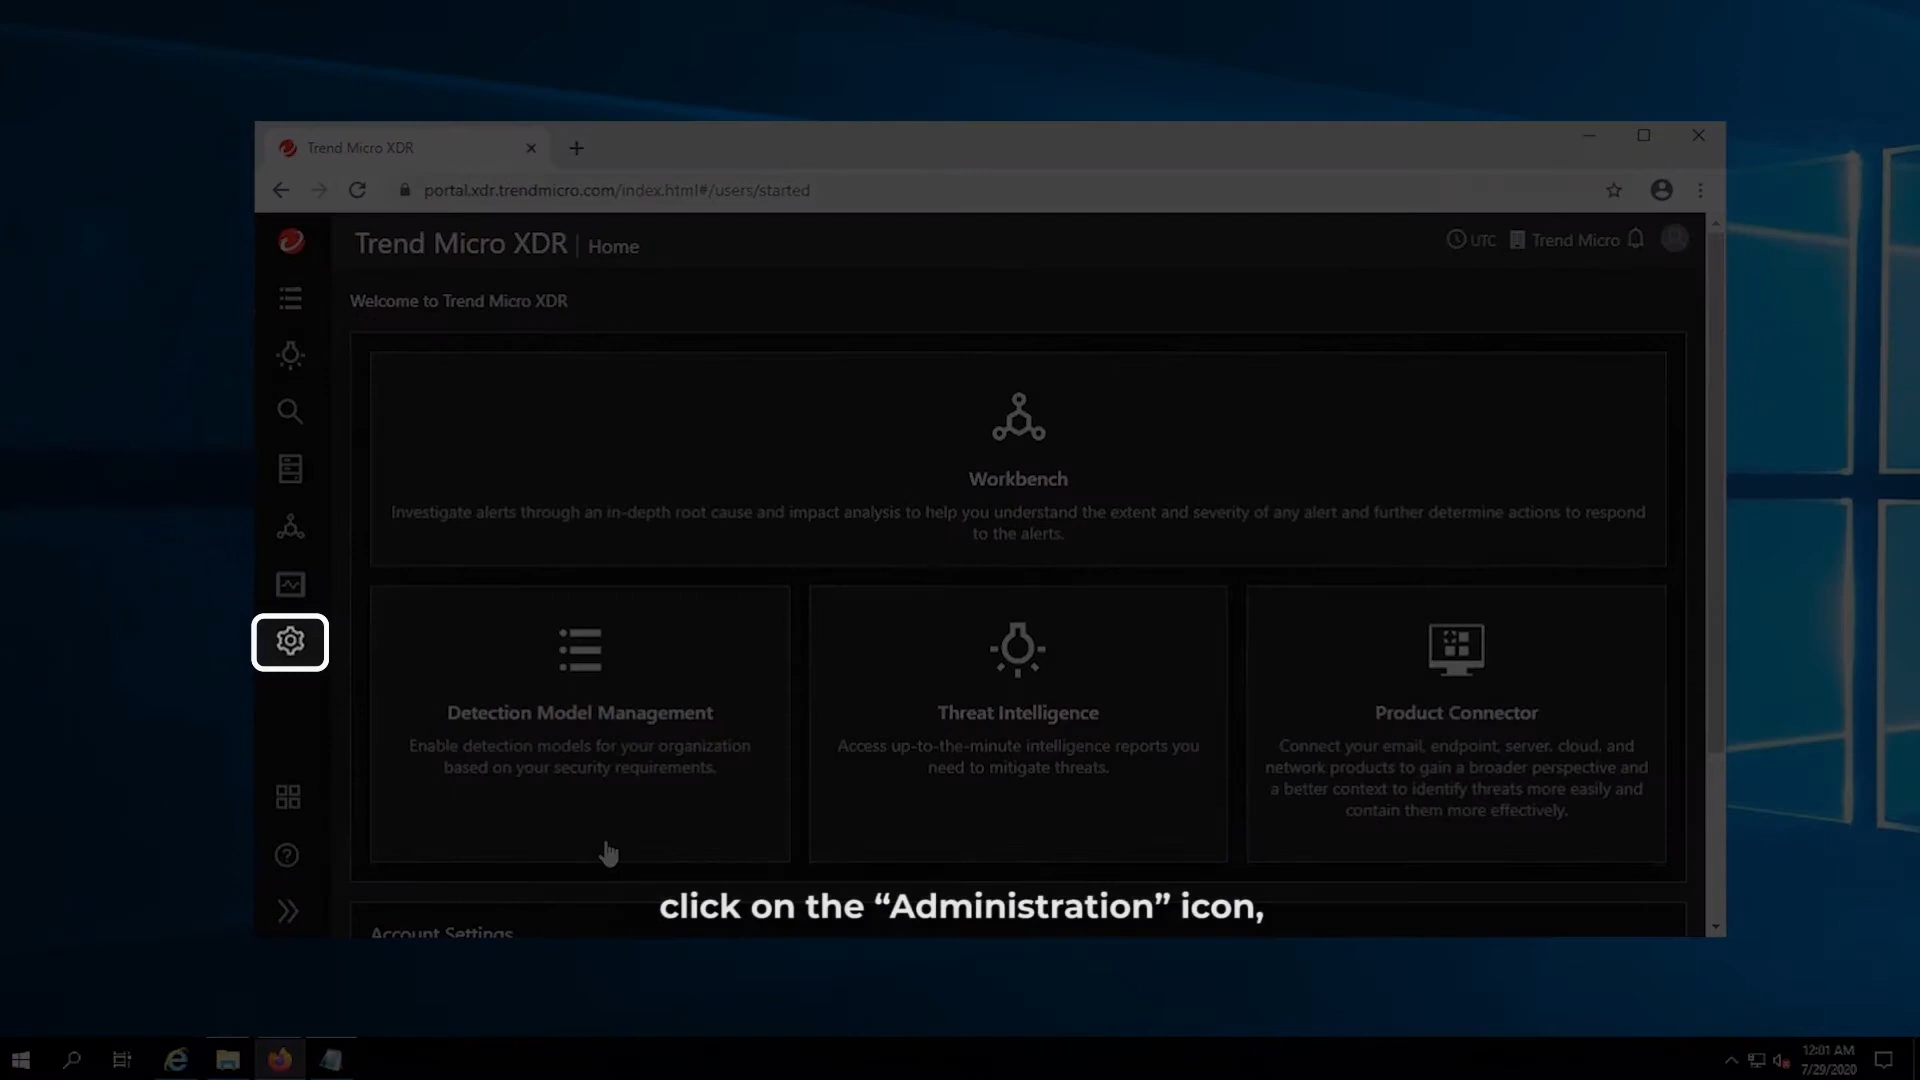 Trend Micro XDR
portal.xdr.trendmicro.com/index.html#/users/started
Trend Micro XDR | Home
UTC
Trend Micro
Welcome to Trend Micro XDR
Workbench
Investigate alerts through an in-depth root cause and impact analysis to help you understand the extent and severity of any alert and further determine actions to respond
to the alerts.
Detection Model Management
Enable detection models for your organization
based on your security requirements.
Threat Intelligence
Access up-to-the-minute intelligence reports you
need to mitigate threats.
Product Connector
Connect your email, endpoint, server. cloud, and
network products to gain a broader perspective and
a better context to identify threats more easily and
contain them more effectively.
click on the “Administration” icon,
Account Settings
12:01 AM
7/29/2020